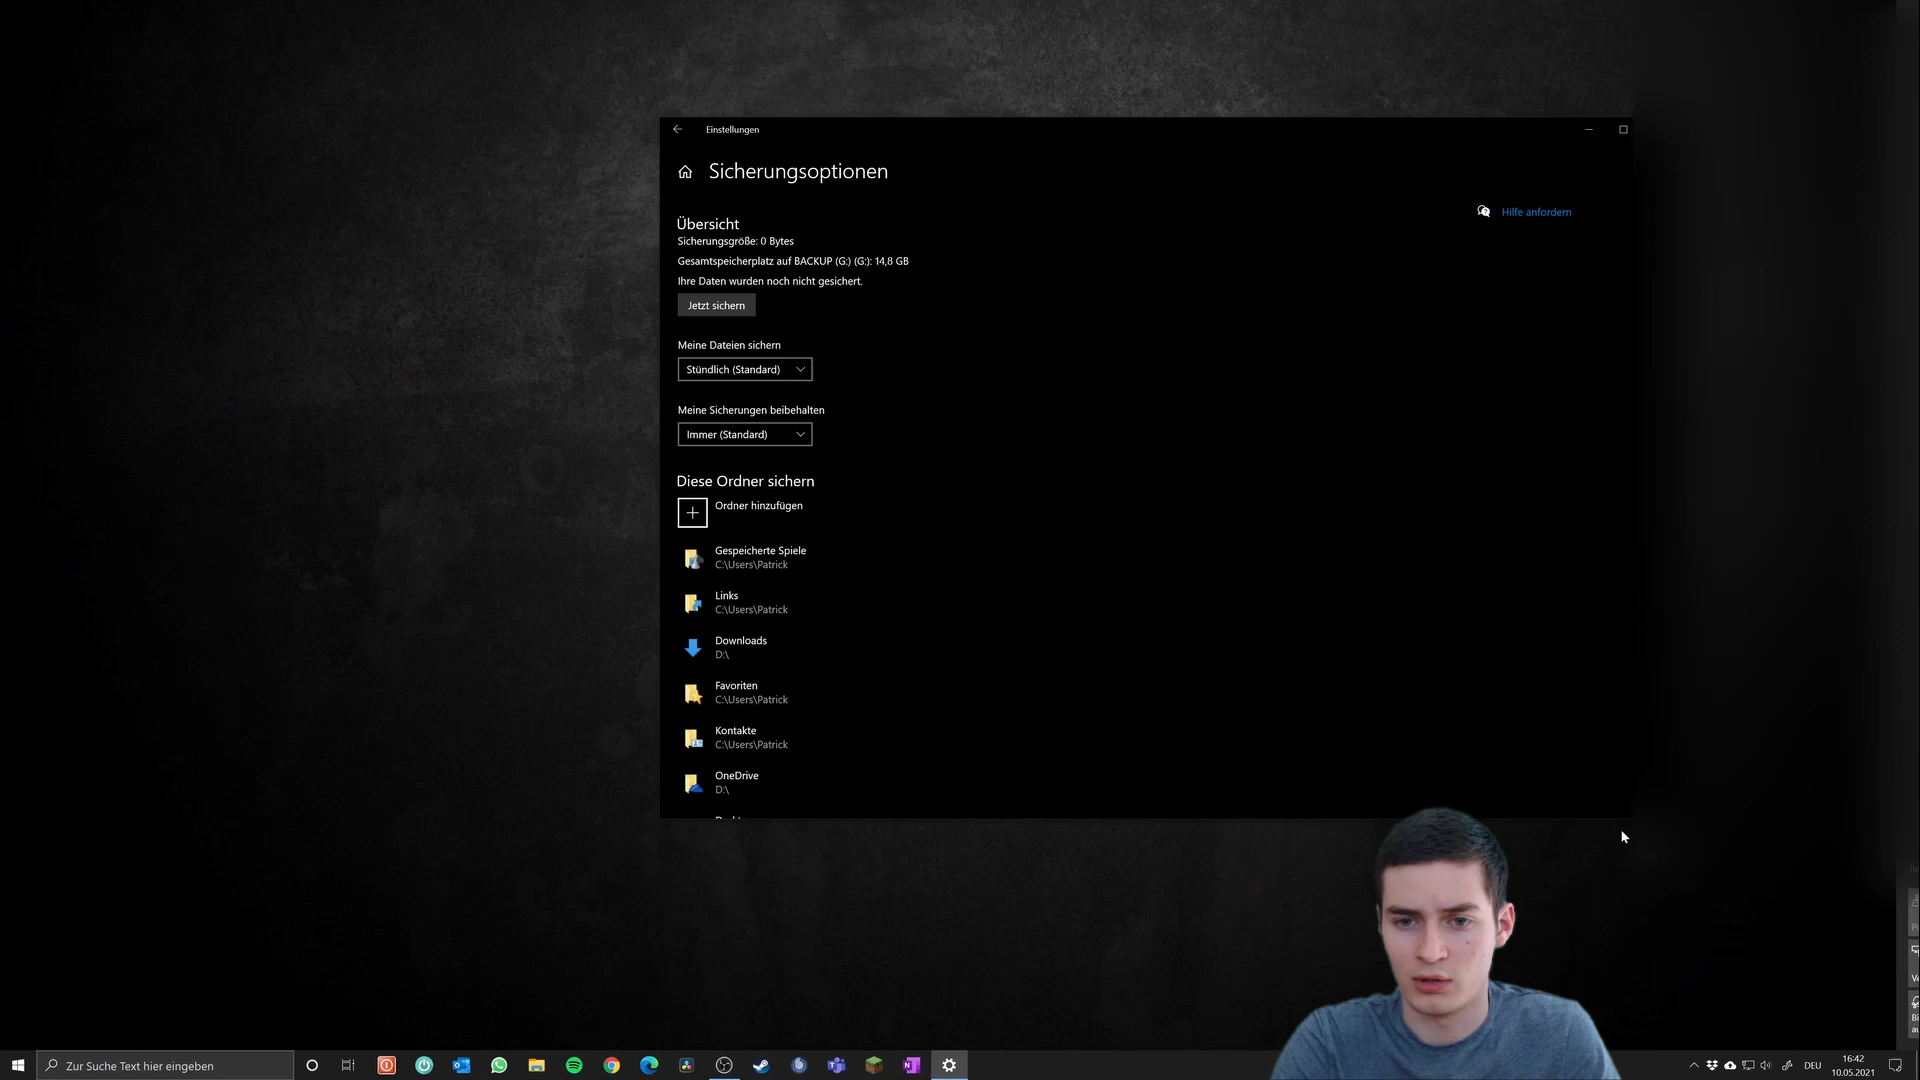 Einstellungen
Sicherungsoptionen
Hilfe anfordern
Übersicht
Sicherungsgröße: 0 Bytes
Gesamtspeicherplatz auf BACKUP (G:) (G:): 14,8 GB
Ihre Daten wurden noch nicht gesichert.
Jetzt sichern
Meine Dateien sichern
Stündlich (Standard)
Meine Sicherungen beibehalten
Immer (Standard)
Diese Ordner sichern
Ordner hinzufügen
Gespeicherte Spiele
C:\Users\Patrick
Links
C:\Users\Patrick
Downloads
D:\
Favoriten
C:\Users\Patrick
Kontakte
C:\Users\Patrick
OneDrive
D:\
Zur Suche Text hier eingeben
DEU
16:42
10.05.2021